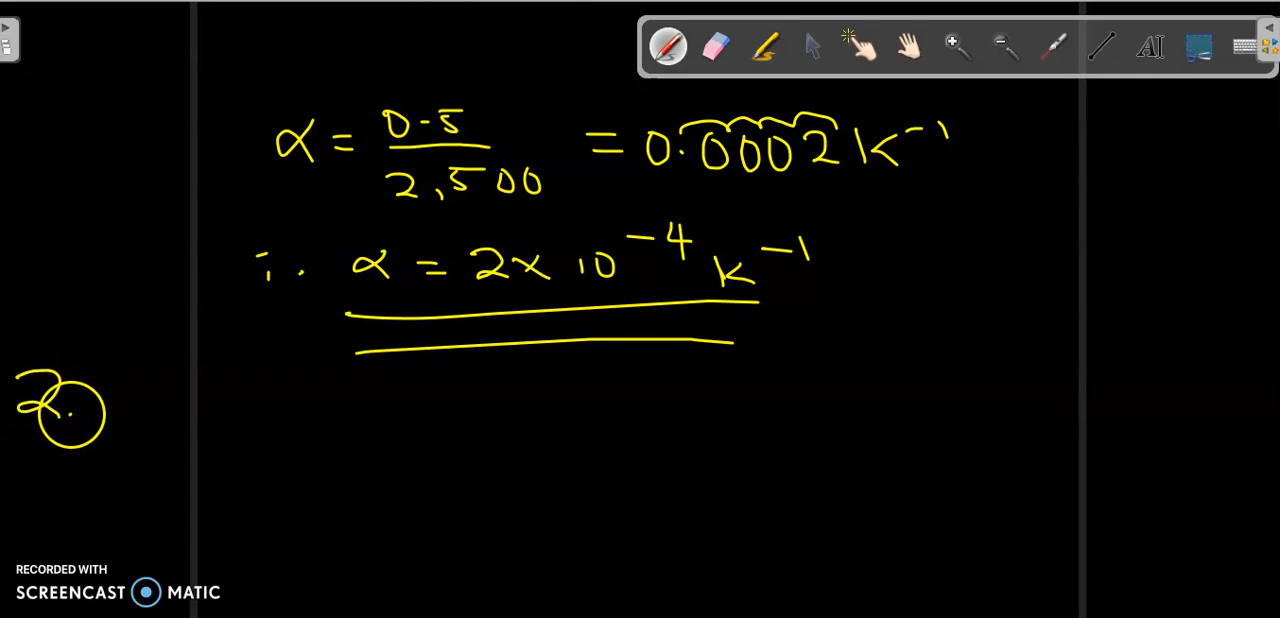 α = 0.5 / 2,500 = 0.0002 K⁻¹
∴ α = 2 x 10⁻⁴ K⁻¹
2.
RECORDED WITH
SCREENCAST MATIC